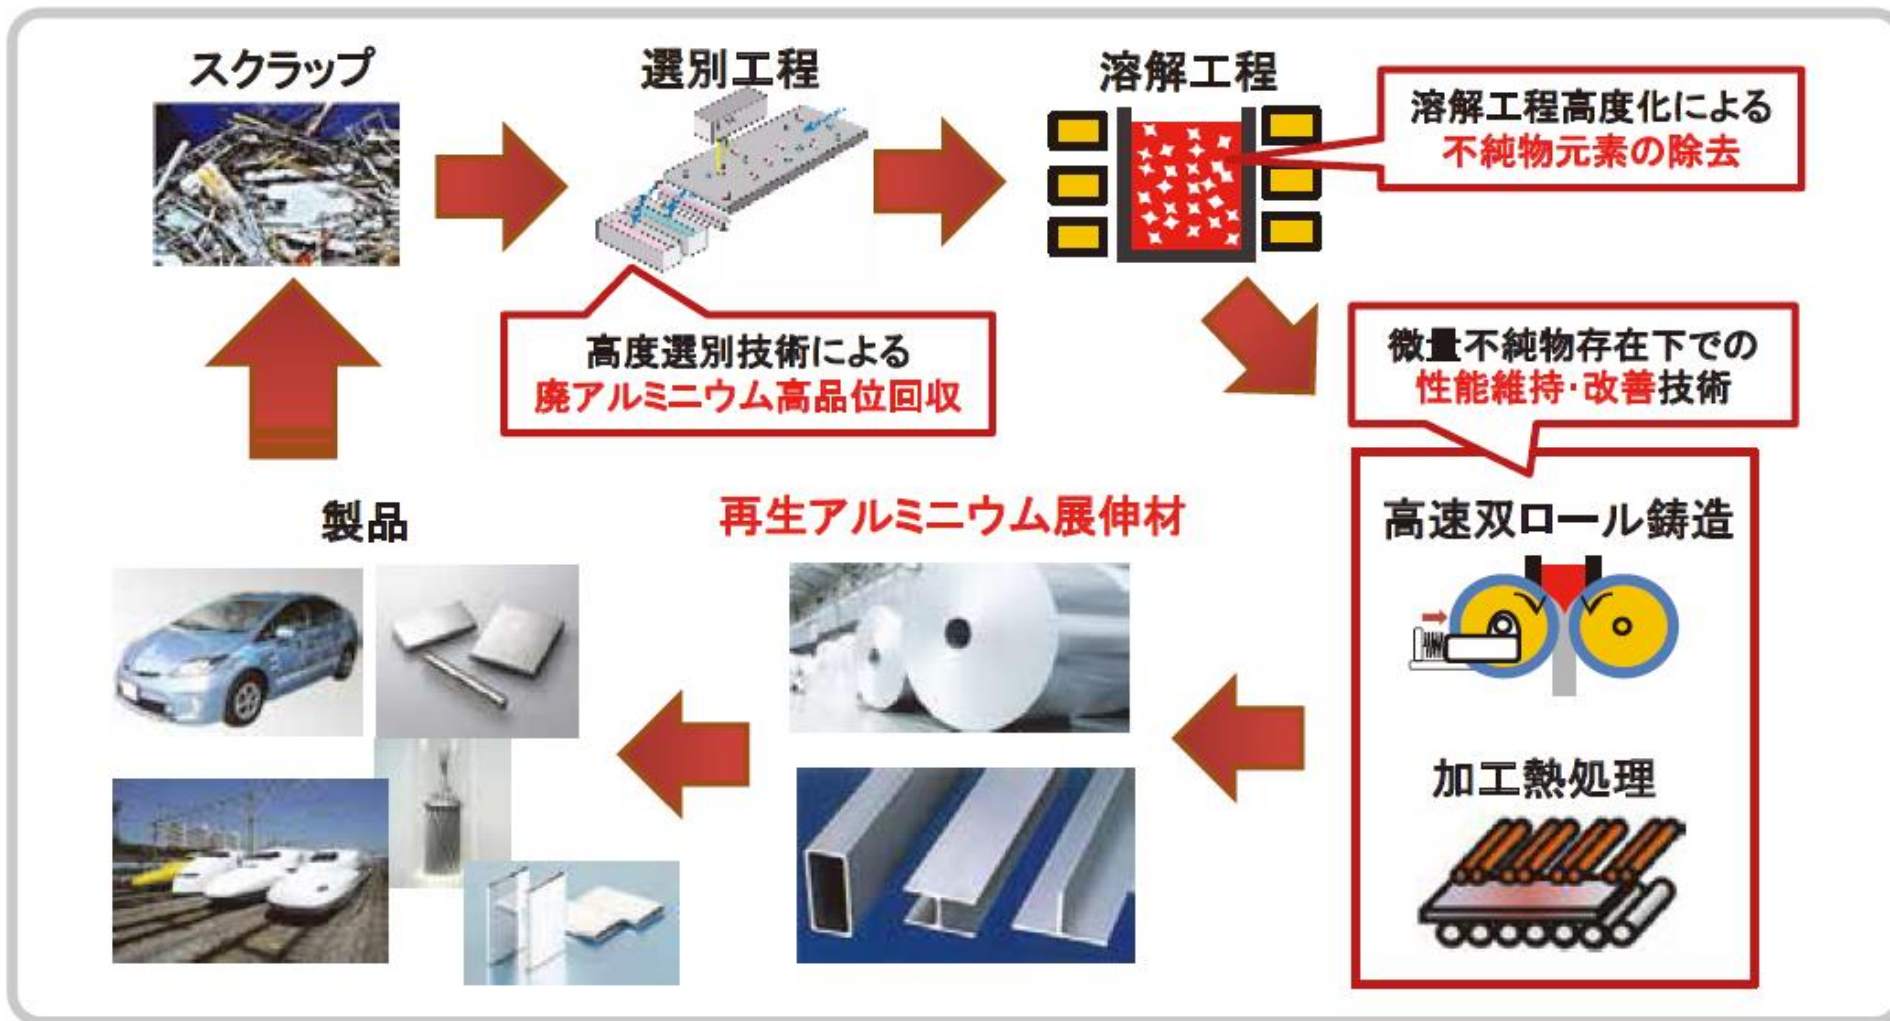 スクラップ
選別工程
溶解工程
溶解工程高度化による
不純物元素の除去
高度選別技術による
廃アルミニウム高品位回収
微量不純物存在下での
性能維持・改善技術
製品
再生アルミニウム展伸材
高速双ロール鋳造
加工熱処理